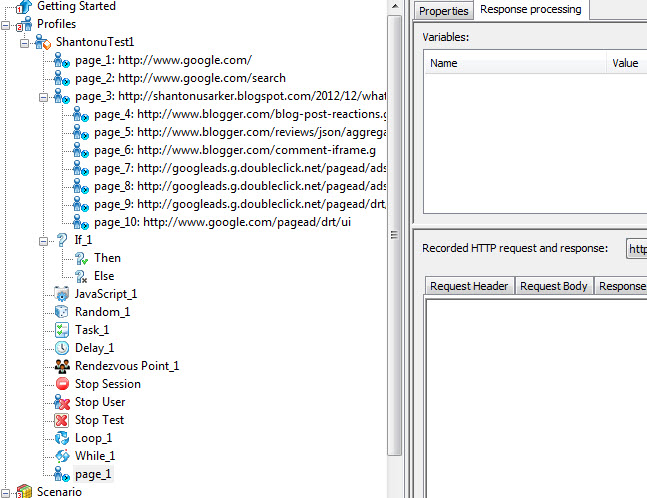 Getting Started
Profiles
ShantonuTest1
page_1: http://www.google.com/
page_2: http://www.google.com/search
page_3: http://shantonusarker.blogspot.com/2012/12/what
page_4: http://www.blogger.com/blog-post-reactions.g
page_5: http://www.blogger.com/reviews/json/aggrega
page_6: http://www.blogger.com/comment-iframe.g
page_7: http://googleads.g.doubleclick.net/pagead/ads
page_8: http://googleads.g.doubleclick.net/pagead/ads
page_9: http://googleads.g.doubleclick.net/pagead/drt,
page_10: http://www.google.com/pagead/drt/ui
If_1
Then
Else
JavaScript_1
Random_1
Task_1
Delay_1
Rendezvous Point_1
Stop Session
Stop User
Stop Test
Loop_1
While_1
page_1
Scenario
Properties Response processing
Variables:
Name Value
Recorded HTTP request and response: http
Request Header Request Body Response